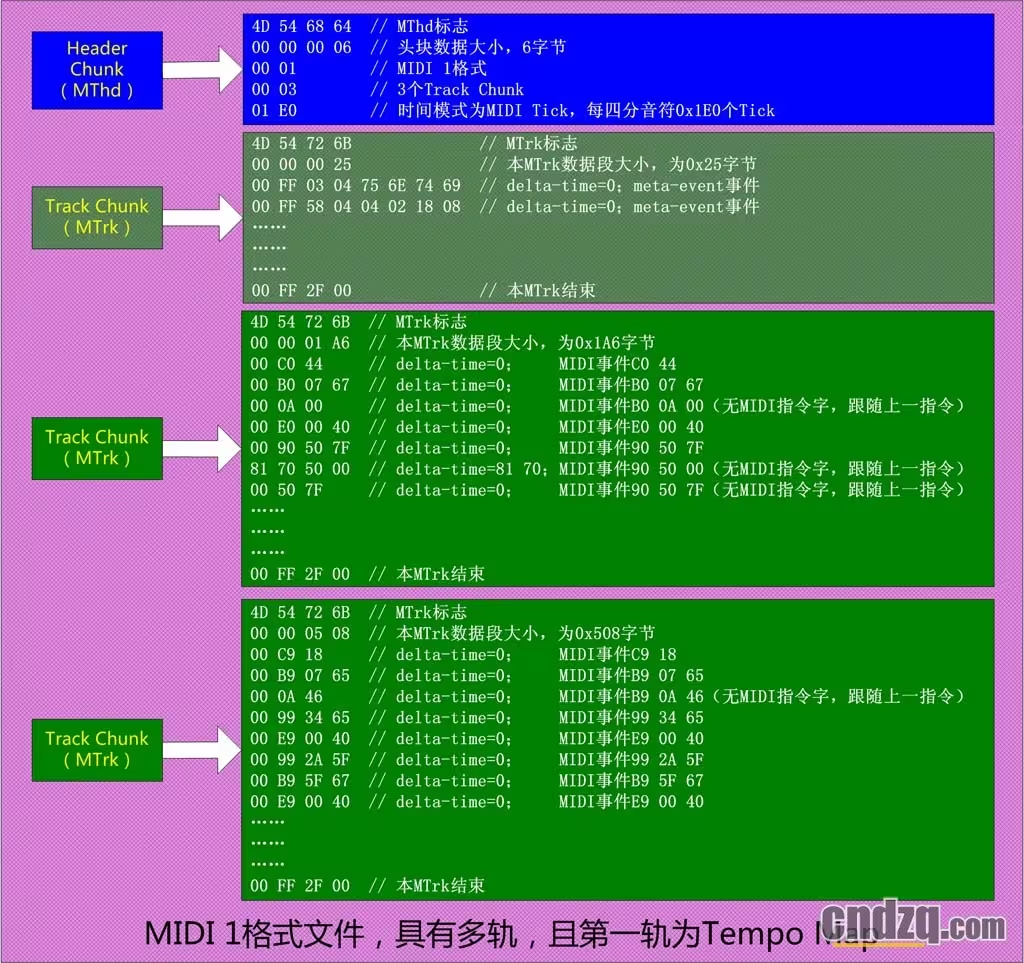 Header
Chunk
（MThd）
4D 54 68 64 // MThd标志
00 00 00 06 // 头块数据大小，6字节
00 01 // MIDI 1格式
00 03 // 3个Track Chunk
01 E0 // 时间模式为MIDI Tick，每四分音符0x1E0个Tick
Track Chunk
（MTrk）
4D 54 72 6B // MTrk标志
00 00 00 25 // 本MTrk数据段大小，为0x25字节
00 FF 03 04 75 6E 74 69 // delta-time=0；meta-event事件
00 FF 58 04 04 02 18 08 // delta-time=0；meta-event事件
……
……
……
00 FF 2F 00 // 本MTrk结束
Track Chunk
（MTrk）
4D 54 72 6B // MTrk标志
00 00 01 A6 // 本MTrk数据段大小，为0x1A6字节
00 C0 44 // delta-time=0； MIDI事件C0 44
00 B0 07 67 // delta-time=0； MIDI事件B0 07 67
00 0A 00 // delta-time=0； MIDI事件B0 0A 00（无MIDI指令字，跟随上一指令）
00 E0 00 40 // delta-time=0； MIDI事件E0 00 40
00 90 50 7F // delta-time=0； MIDI事件90 50 7F
81 70 50 00 // delta-time=81 70；MIDI事件90 50 00（无MIDI指令字，跟随上一指令）
00 50 7F // delta-time=0； MIDI事件90 50 7F（无MIDI指令字，跟随上一指令）
……
……
……
00 FF 2F 00 // 本MTrk结束
Track Chunk
（MTrk）
4D 54 72 6B // MTrk标志
00 00 05 08 // 本MTrk数据段大小，为0x508字节
00 C9 18 // delta-time=0； MIDI事件C9 18
00 B9 07 65 // delta-time=0； MIDI事件B9 07 65
00 0A 46 // delta-time=0； MIDI事件B9 0A 46（无MIDI指令字，跟随上一指令）
00 99 34 65 // delta-time=0； MIDI事件99 34 65
00 E9 00 40 // delta-time=0； MIDI事件E9 00 40
00 99 2A 5F // delta-time=0； MIDI事件99 2A 5F
00 B9 5F 67 // delta-time=0； MIDI事件B9 5F 67
00 E9 00 40 // delta-time=0； MIDI事件E9 00 40
……
……
……
00 FF 2F 00 // 本MTrk结束
MIDI 1格式文件，具有多轨，且第一轨为Tempo Map
cndzq.com